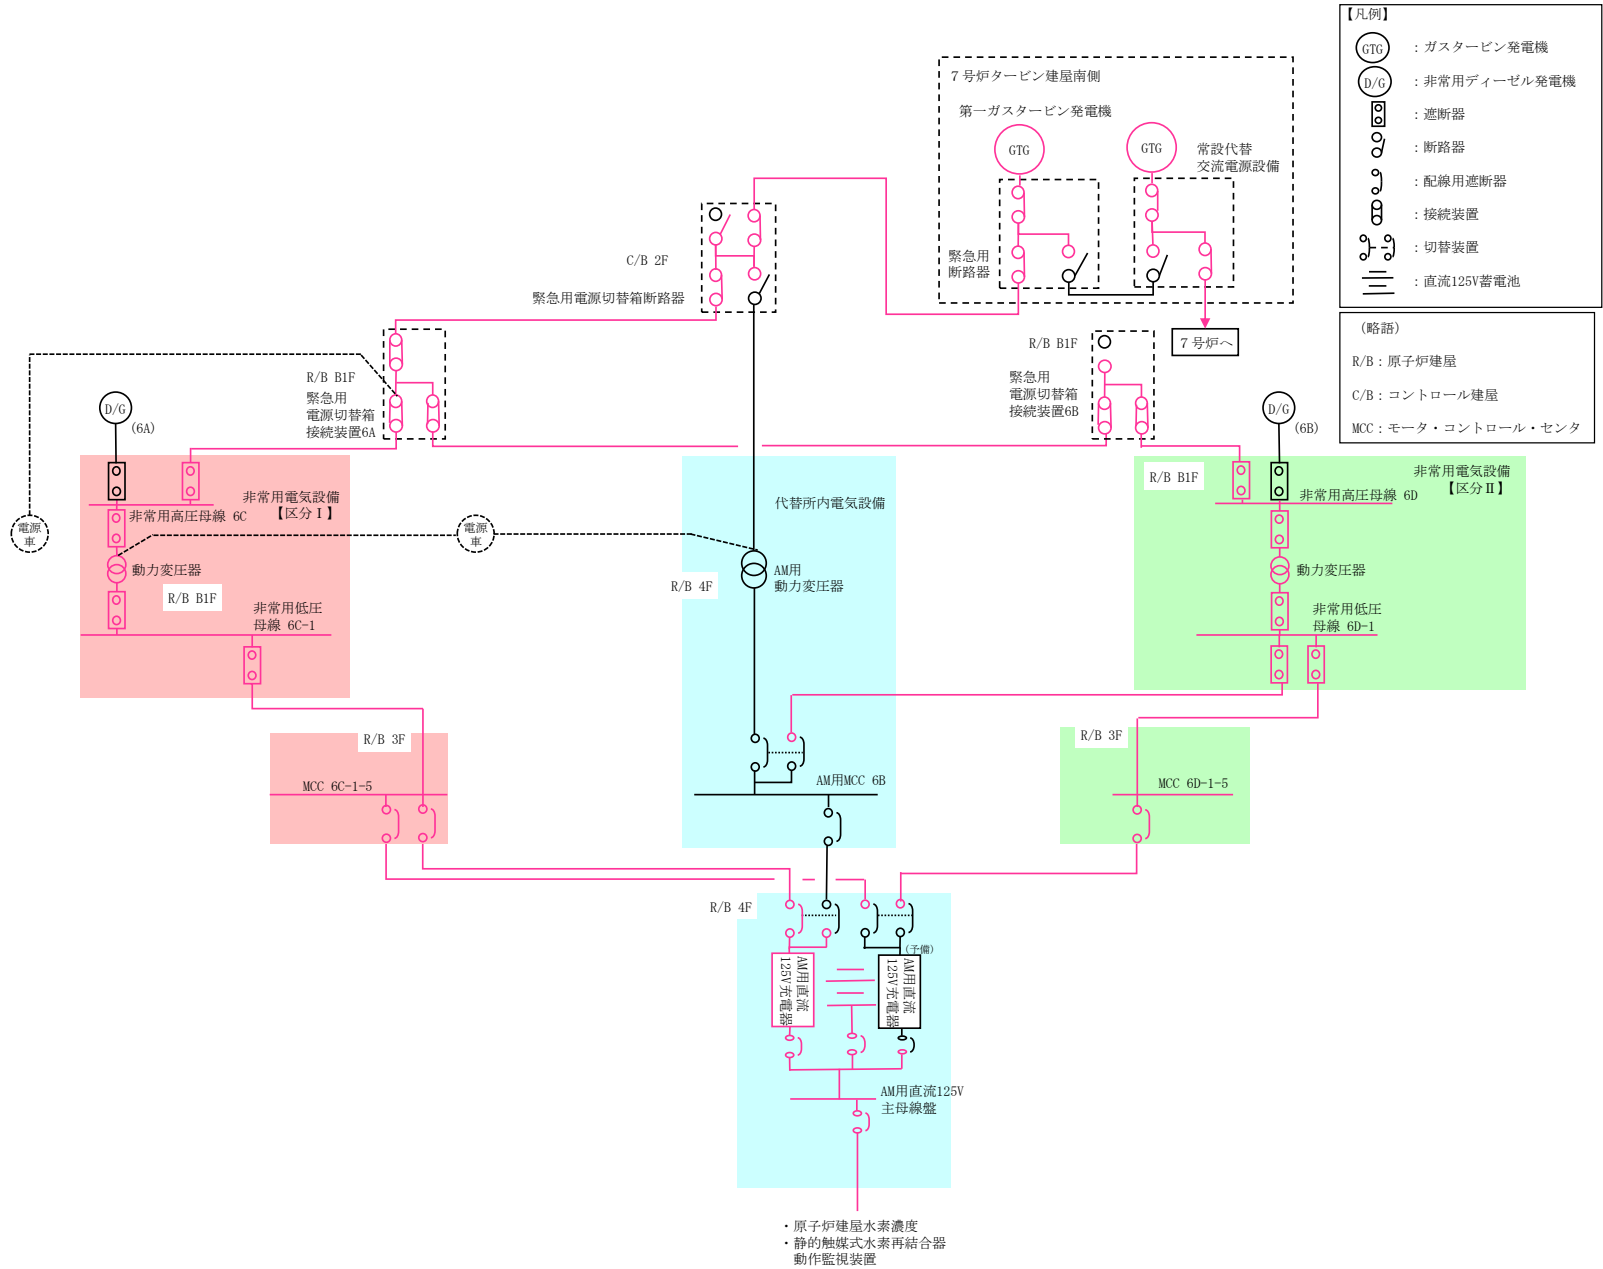 【凡例】
GTG
：ガスタービン発電機
D/G
：非常用ディーゼル発電機
：遮断器
：断路器
：配線用遮断器
：接続装置
：切替装置
：直流125V蓄電池
（略語）
R/B：原子炉建屋
C/B：コントロール建屋
MCC：モータ・コントロール・センタ
７号炉タービン建屋南側
第一ガスタービン発電機
GTG
GTG
常設代替
交流電源設備
緊急用
断路器
７号炉へ
C/B 2F
緊急用電源切替箱断路器
R/B B1F
緊急用
電源切替箱
接続装置6A
R/B B1F
緊急用
電源切替箱
接続装置6B
D/G
(6A)
D/G
(6B)
非常用電気設備
【区分Ⅰ】
非常用高圧母線 6C
動力変圧器
R/B B1F
非常用低圧
母線 6C-1
電源
車
電源
車
代替所内電気設備
R/B 4F
AM用
動力変圧器
R/B B1F
非常用電気設備
【区分Ⅱ】
非常用高圧母線 6D
動力変圧器
非常用低圧
母線 6D-1
R/B 3F
MCC 6C-1-5
AM用MCC 6B
R/B 3F
MCC 6D-1-5
R/B 4F
(予備)
AM用直流
125V充電器
AM用直流
125V充電器
AM用直流125V
主母線盤
・原子炉建屋水素濃度
・静的触媒式水素再結合器
動作監視装置